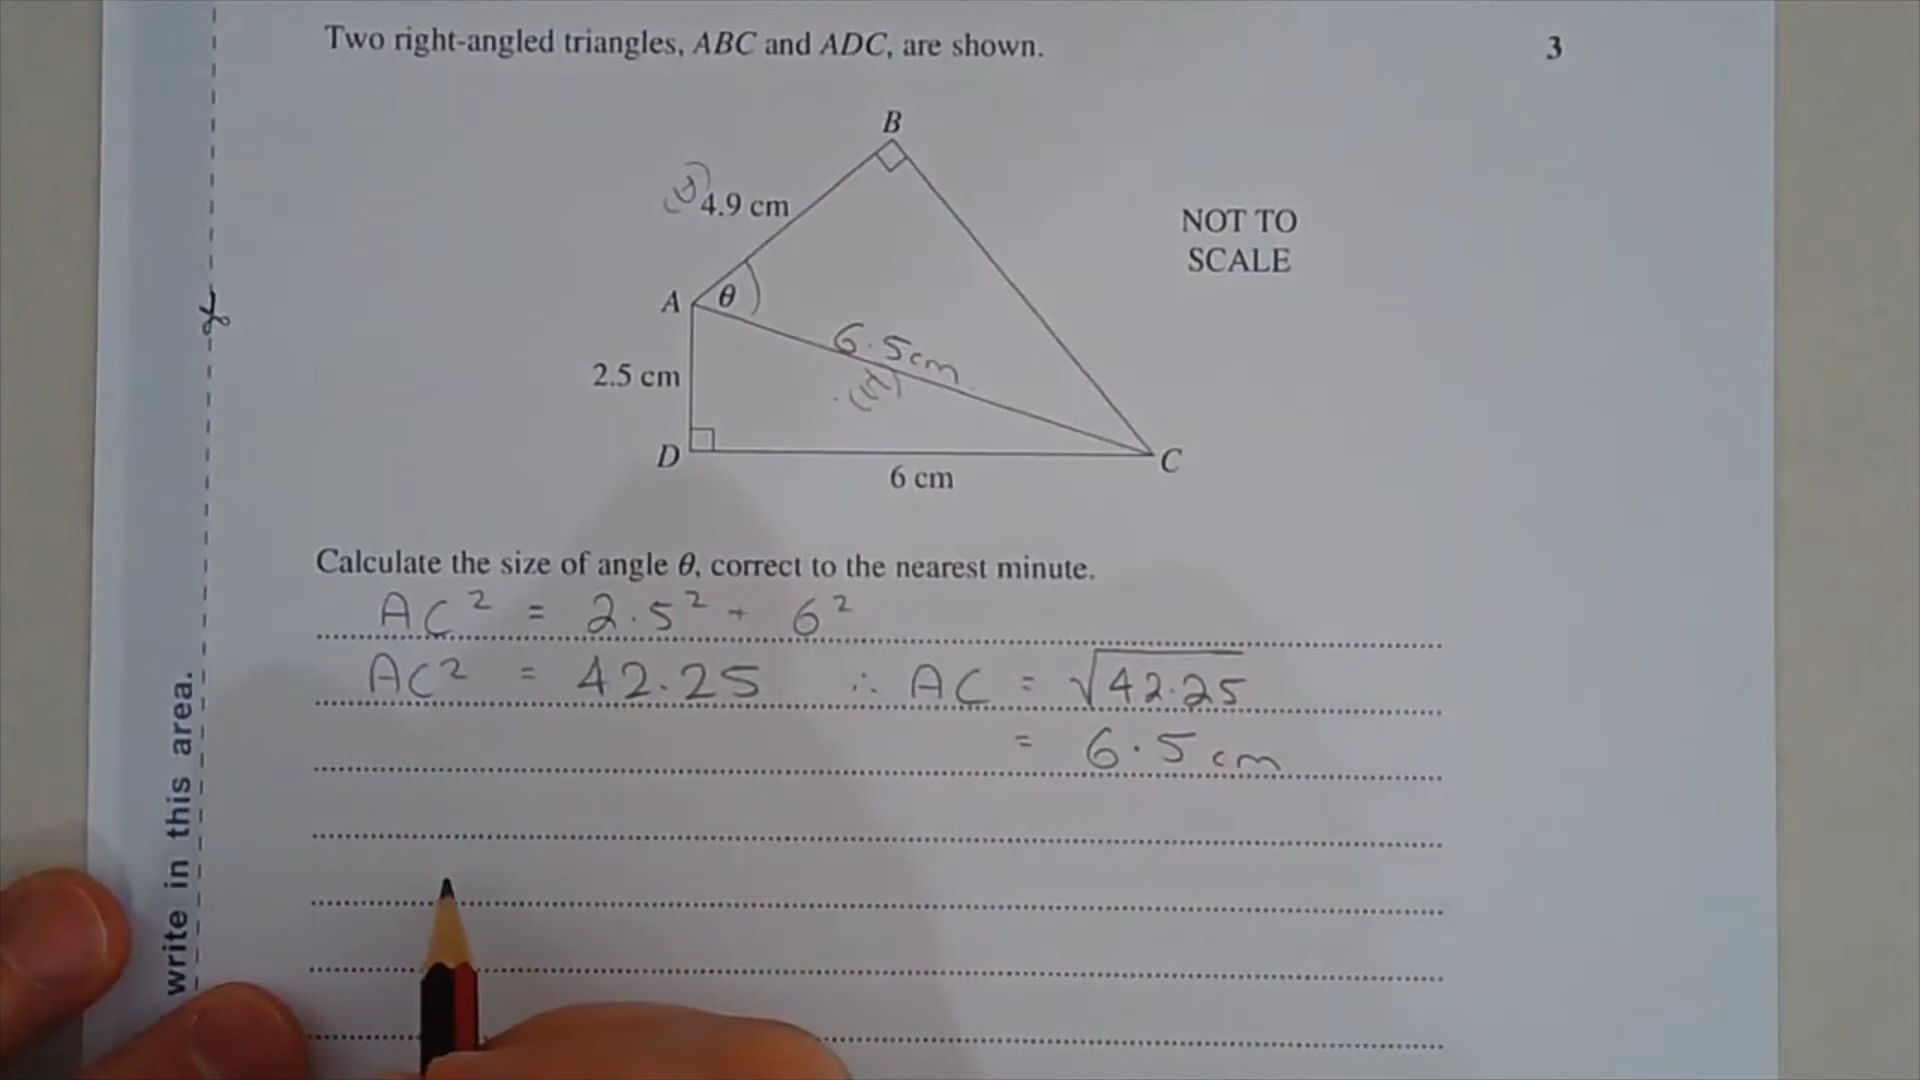 Two right-angled triangles, ABC and ADC, are shown.
3
B
4.9 cm
NOT TO
SCALE
A
θ
6.5cm
(H)
2.5 cm
D
C
6 cm
Calculate the size of angle θ, correct to the nearest minute.
AC² = 2.5² + 6²
AC² = 42.25 ∴ AC = √42.25
= 6.5cm
write in this area.